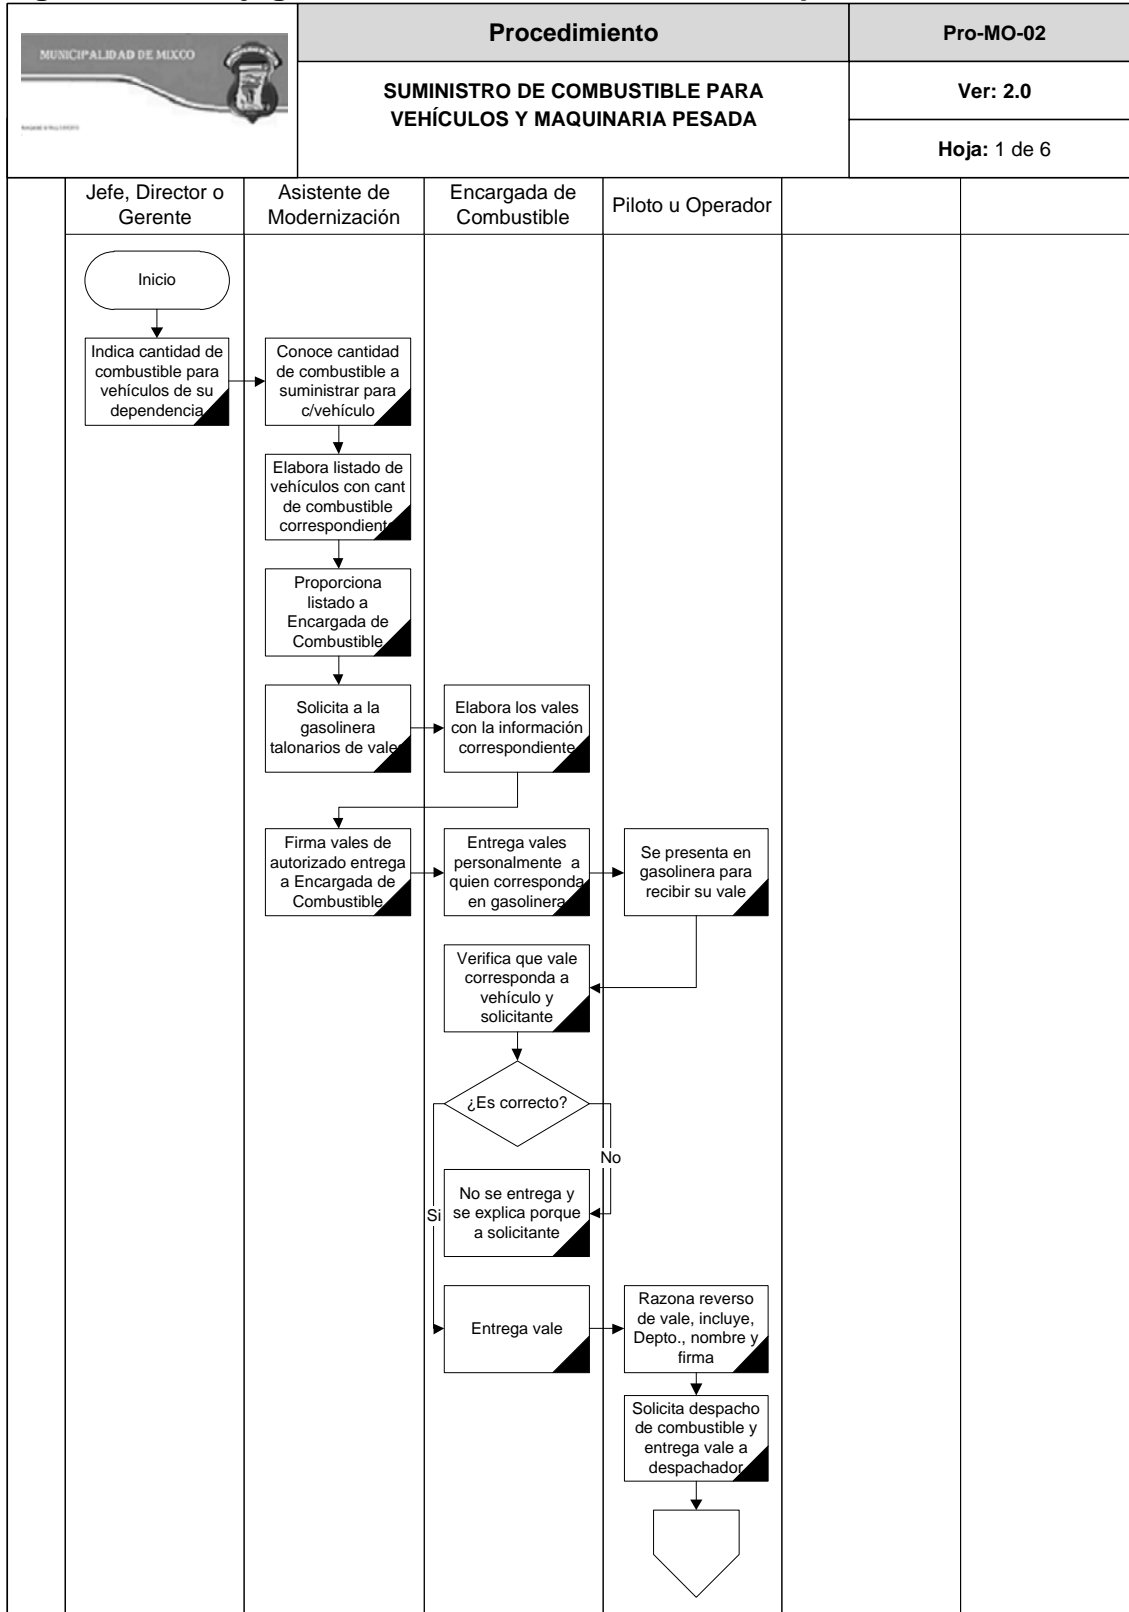 MUNICIPALIDAD DE MIXCO
Procedimiento
Pro-MO-02
SUMINISTRO DE COMBUSTIBLE PARA
VEHÍCULOS Y MAQUINARIA PESADA
Ver: 2.0
Hoja: 1 de 6
Jefe, Director o
Gerente
Asistente de
Modernización
Encargada de
Combustible
Piloto u Operador
Inicio
Indica cantidad de
combustible para
vehículos de su
dependencia
Conoce cantidad
de combustible a
suministrar para
c/vehículo
Elabora listado de
vehículos con cant
de combustible
correspondiente
Proporciona
listado a
Encargada de
Combustible
Solicita a la
gasolinera
talonarios de vales
Elabora los vales
con la información
correspondiente
Firma vales de
autorizado entrega
a Encargada de
Combustible
Entrega vales
personalmente a
quien corresponda
en gasolinera
Se presenta en
gasolinera para
recibir su vale
Verifica que vale
corresponda a
vehículo y
solicitante
¿Es correcto?
No
No se entrega y
se explica porque
a solicitante
Si
Entrega vale
Razona reverso
de vale, incluye,
Depto., nombre y
firma
Solicita despacho
de combustible y
entrega vale a
despachador